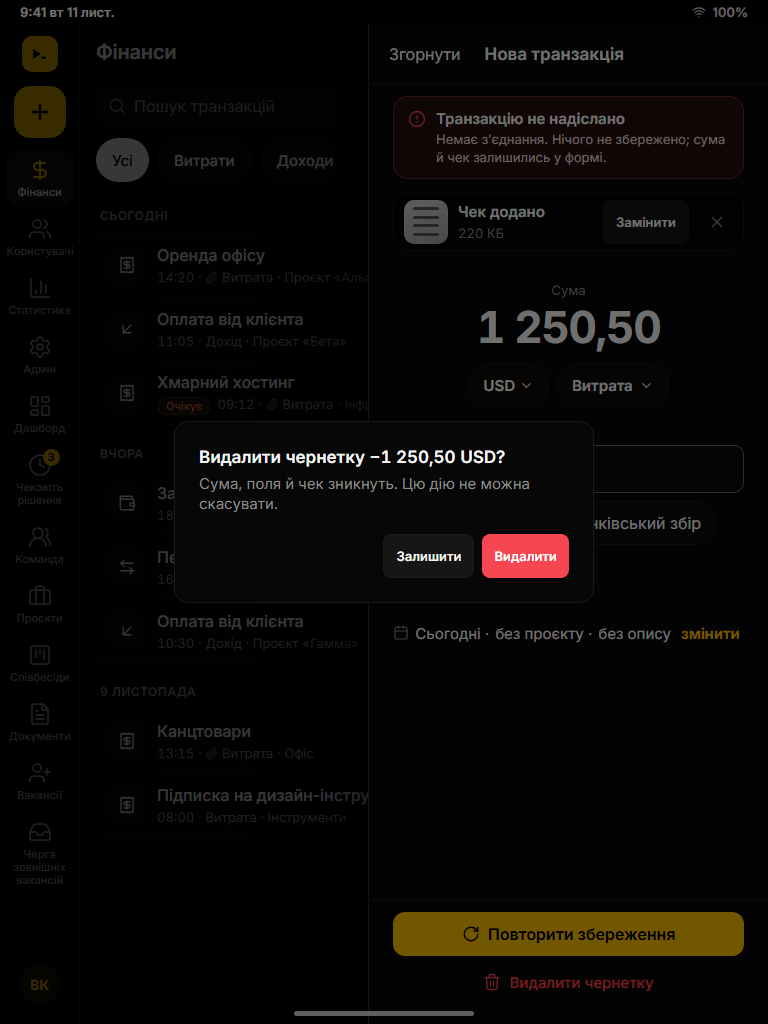 9:41 вт 11 лист.
100%
Фінанси
Користувачі
Статистика
Адмін
Дашборд
3
Чекають
рішення
Команда
Проєкти
Співбесіди
Документи
Вакансії
Черга
зовнішніх
вакансій
ВК
Фінанси
Пошук транзакцій
Усі
Витрати
Доходи
СЬОГОДНІ
Оренда офісу
14:20 · Витрата · Проєкт «Аль
Оплата від клієнта
11:05 · Дохід · Проєкт «Бета»
Хмарний хостинг
Очікує 09:12 · Витрата · Інфр
ВЧОРА
За
18
Пе
16
Оплата від клієнта
10:30 · Дохід · Проєкт «Гамма»
9 ЛИСТОПАДА
Канцтовари
13:15 · Витрата · Офіс
Підписка на дизайн-інстру
08:00 · Витрата · Інструменти
Згорнути
Нова транзакція
Транзакцію не надіслано
Немає з’єднання. Нічого не збережено; сума
й чек залишились у формі.
Чек додано
220 КБ
Замінити
Сума
1 250,50
USD
Витрата
нківський збір
Сьогодні · без проєкту · без опису змінити
Повторити збереження
Видалити чернетку
Видалити чернетку −1 250,50 USD?
Сума, поля й чек зникнуть. Цю дію не можна
скасувати.
Залишити
Видалити